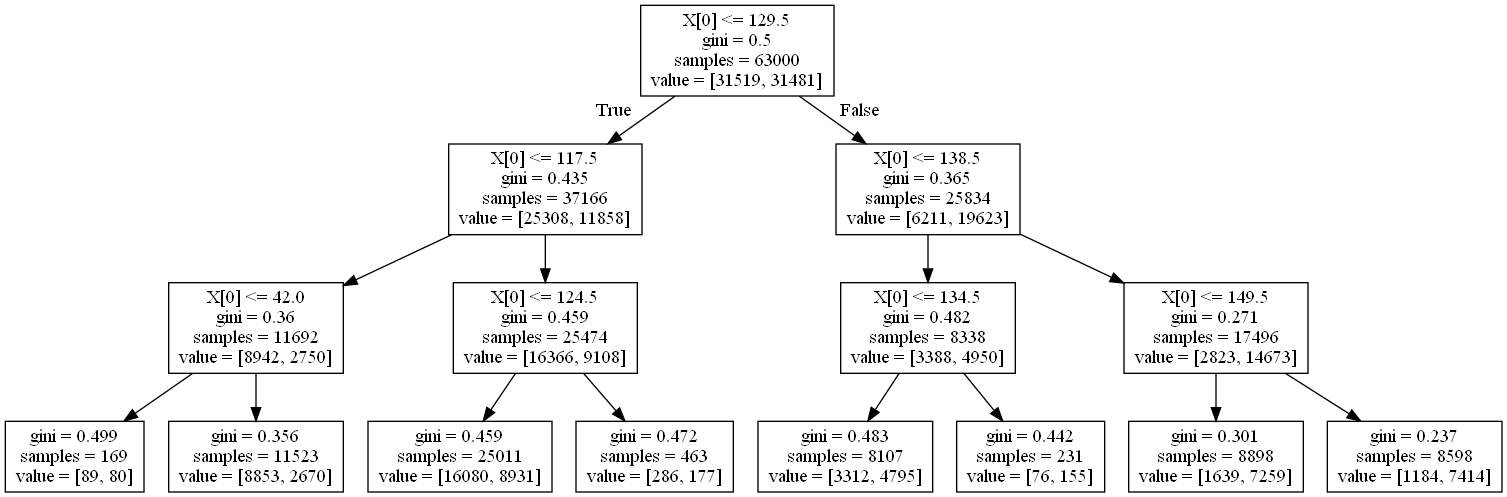 X[0] <= 129.5
gini = 0.5
samples = 63000
value = [31519, 31481]
True
False
X[0] <= 117.5
gini = 0.435
samples = 37166
value = [25308, 11858]
X[0] <= 138.5
gini = 0.365
samples = 25834
value = [6211, 19623]
X[0] <= 42.0
gini = 0.36
samples = 11692
value = [8942, 2750]
X[0] <= 124.5
gini = 0.459
samples = 25474
value = [16366, 9108]
X[0] <= 134.5
gini = 0.482
samples = 8338
value = [3388, 4950]
X[0] <= 149.5
gini = 0.271
samples = 17496
value = [2823, 14673]
gini = 0.499
samples = 169
value = [89, 80]
gini = 0.356
samples = 11523
value = [8853, 2670]
gini = 0.459
samples = 25011
value = [16080, 8931]
gini = 0.472
samples = 463
value = [286, 177]
gini = 0.483
samples = 8107
value = [3312, 4795]
gini = 0.442
samples = 231
value = [76, 155]
gini = 0.301
samples = 8898
value = [1639, 7259]
gini = 0.237
samples = 8598
value = [1184, 7414]